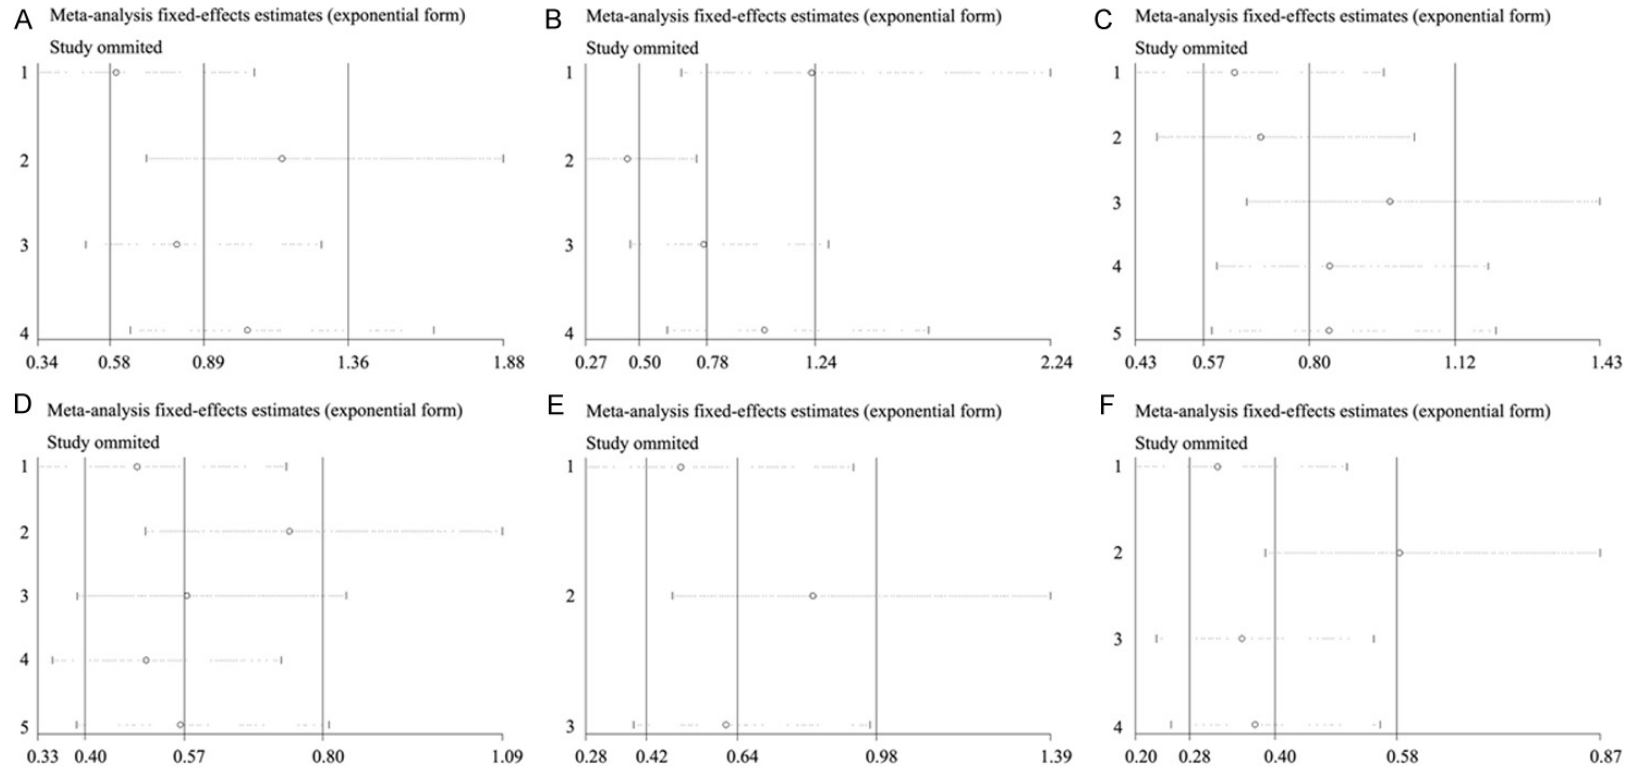 A Meta-analysis fixed-effects estimates (exponential form)
Study ommited
1
2
3
4
0.34 0.58 0.89 1.36 1.88
B Meta-analysis fixed-effects estimates (exponential form)
Study ommited
1
2
3
4
0.27 0.50 0.78 1.24 2.24
C Meta-analysis fixed-effects estimates (exponential form)
Study ommited
1
2
3
4
5
0.43 0.57 0.80 1.12 1.43
D Meta-analysis fixed-effects estimates (exponential form)
Study ommited
1
2
3
4
5
0.33 0.40 0.57 0.80 1.09
E Meta-analysis fixed-effects estimates (exponential form)
Study ommited
1
2
3
0.28 0.42 0.64 0.98 1.39
F Meta-analysis fixed-effects estimates (exponential form)
Study ommited
1
2
3
4
0.20 0.28 0.40 0.58 0.87